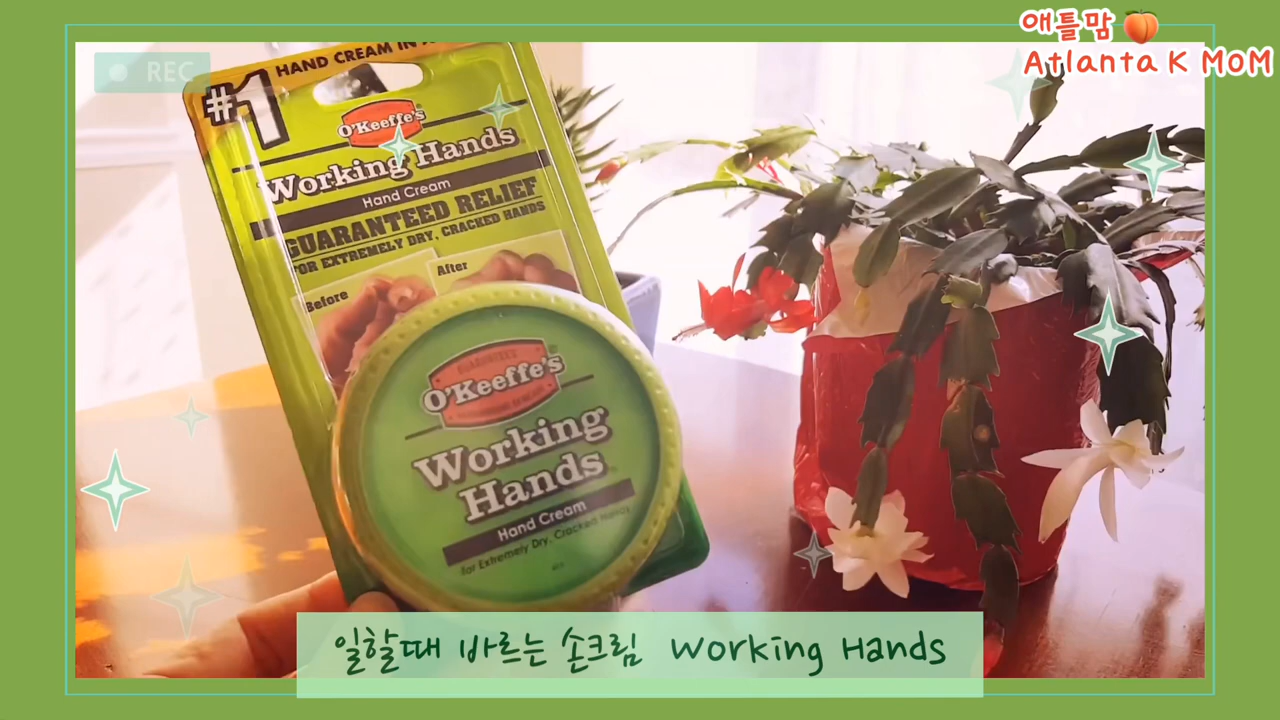 애틀맘
Atlanta K MoM
REC
#1 HAND CREAM IN
O'Keeffe's
Working Hands
Hand Cream
GUARANTEED RELIEF
FOR EXTREMELY DRY, CRACKED HANDS
Before
After
O'Keeffe's
Working
Hands
Hand Cream
for Extremely Dry, Cracked Hands
일할때 바르는 손크림 Working Hands